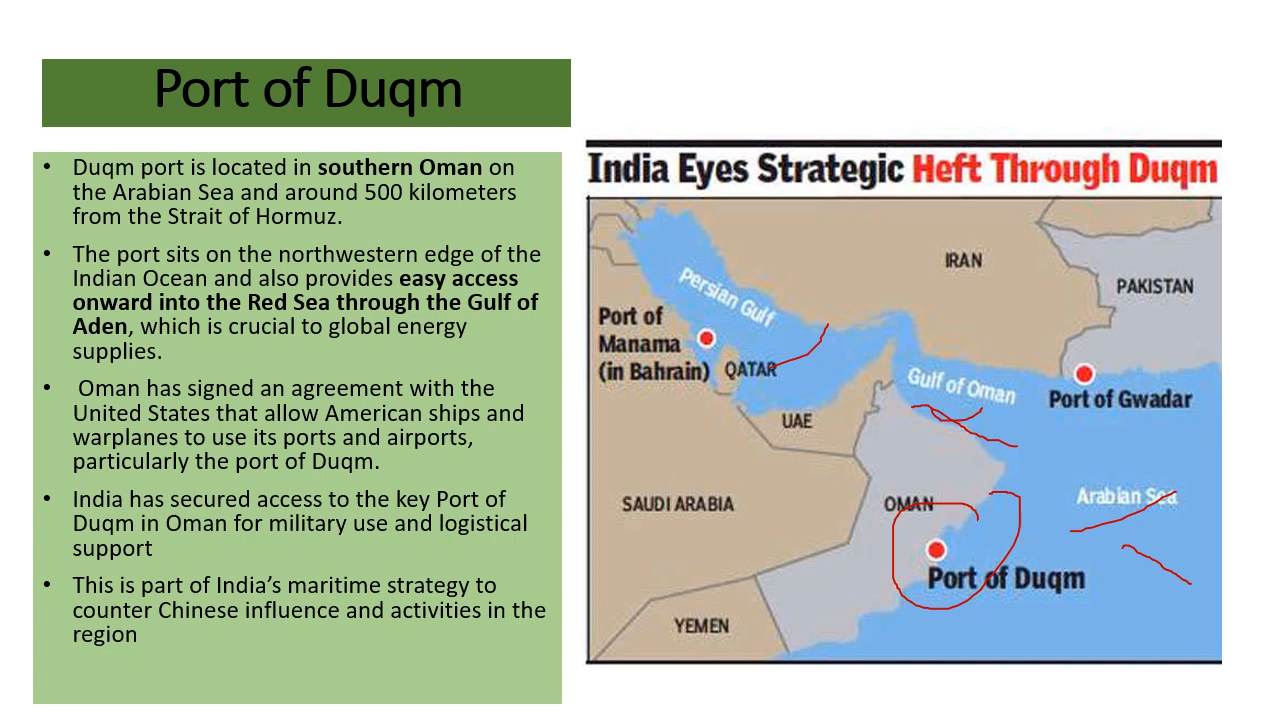 Port of Duqm
• Duqm port is located in southern Oman on
the Arabian Sea and around 500 kilometers
from the Strait of Hormuz.
• The port sits on the northwestern edge of the
Indian Ocean and also provides easy access
onward into the Red Sea through the Gulf of
Aden, which is crucial to global energy
supplies.
• Oman has signed an agreement with the
United States that allow American ships and
warplanes to use its ports and airports,
particularly the port of Duqm.
• India has secured access to the key Port of
Duqm in Oman for military use and logistical
support
• This is part of India’s maritime strategy to
counter Chinese influence and activities in the
region
India Eyes Strategic Heft Through Duqm
IRAN
PAKISTAN
Persian Gulf
Port of
Manama
(in Bahrain)
QATAR
Gulf of Oman
Port of Gwadar
UAE
SAUDI ARABIA
OMAN
Arabian Sea
Port of Duqm
YEMEN